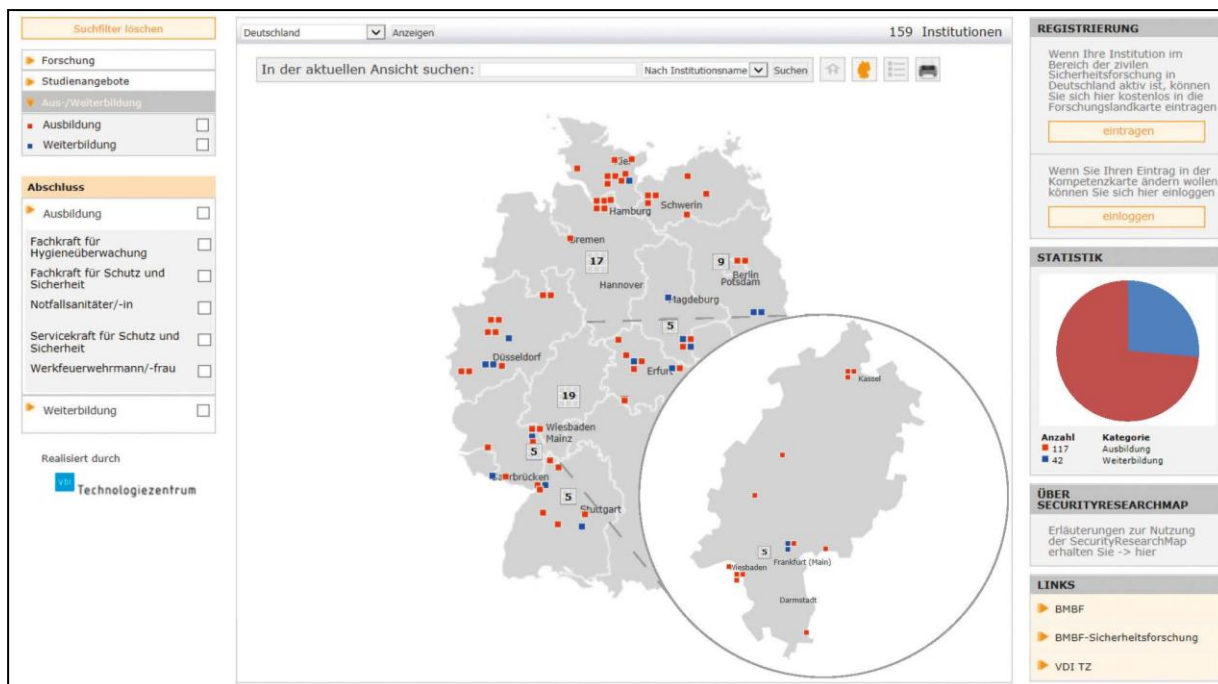 Suchfilter löschen
Forschung
Studienangebote
Aus-/Weiterbildung
Ausbildung
Weiterbildung
Abschluss
Ausbildung
Fachkraft für
Hygieneüberwachung
Fachkraft für Schutz und
Sicherheit
Notfallsanitäter/-in
Servicekraft für Schutz und
Sicherheit
Werkfeuerwehrmann/-frau
Weiterbildung
Realisiert durch
VDI Technologiezentrum
Deutschland Anzeigen 159 Institutionen
In der aktuellen Ansicht suchen: Nach Institutionsname Suchen
Hamburg
Schwerin
Bremen
17
Hannover
9
Berlin
Potsdam
Magdeburg
5
Düsseldorf
Erfurt
19
Wiesbaden
Mainz
5
Saarbrücken
5
Stuttgart
Kassel
5
Wiesbaden
Frankfurt (Main)
Darmstadt
REGISTRIERUNG
Wenn Ihre Institution im
Bereich der zivilen
Sicherheitsforschung in
Deutschland aktiv ist, können
Sie sich hier kostenlos in die
Forschungslandkarte eintragen
eintragen
Wenn Sie Ihren Eintrag in der
Kompetenzkarte ändern wollen
können Sie sich hier einloggen
einloggen
STATISTIK
Anzahl Kategorie
117 Ausbildung
42 Weiterbildung
ÜBER
SECURITYRESEARCHMAP
Erläuterungen zur Nutzung
der SecurityResearchMap
erhalten Sie -> hier
LINKS
BMBF
BMBF-Sicherheitsforschung
VDI TZ